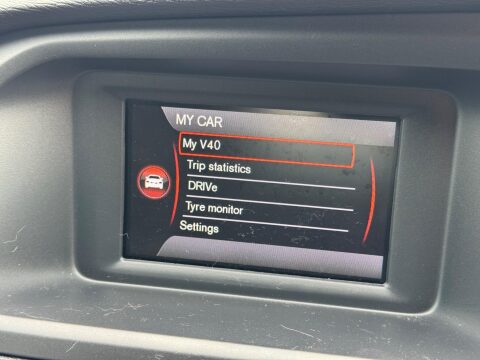 MY CAR
My V40
Trip statistics
DRIVe
Tyre monitor
Settings